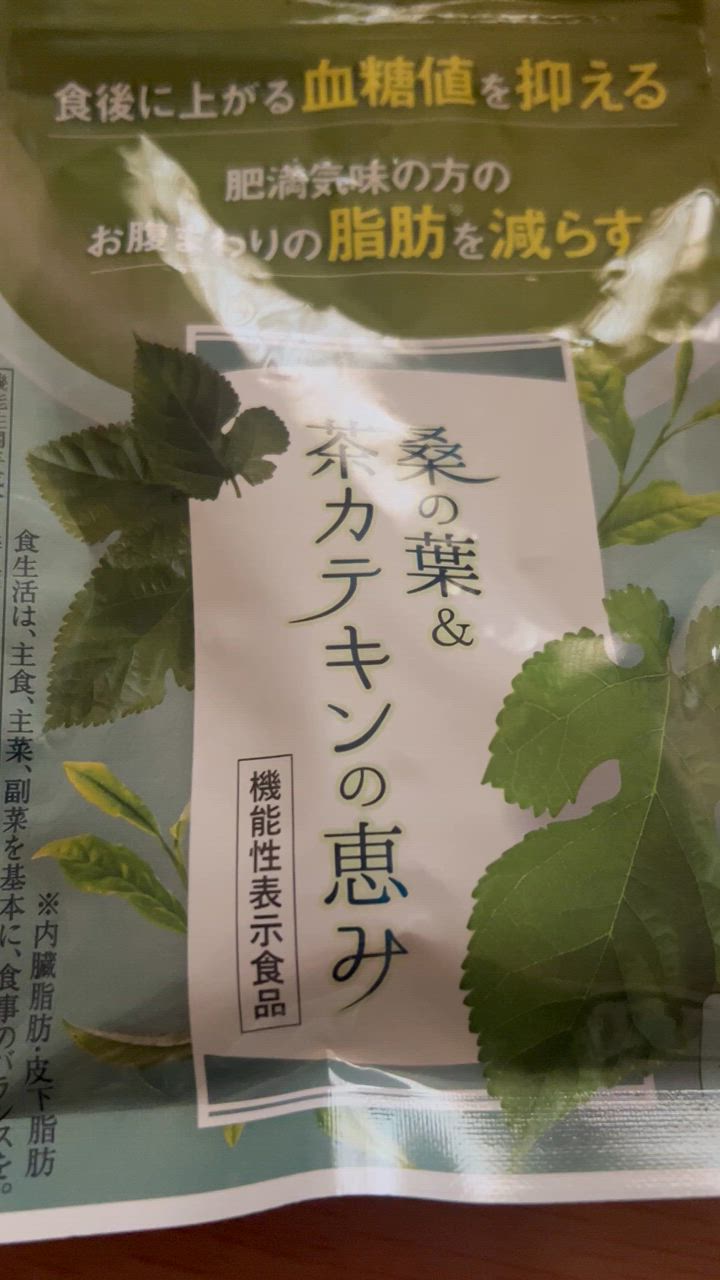 食後に上がる血糖値を抑える
肥満気味の方の
お腹まわりの脂肪を減らす
桑の葉&
茶カテキンの恵み
機能性表示食品
※内臓脂肪・皮下脂肪
食生活は、主食、主菜、副菜を基本に、食事のバランスを。